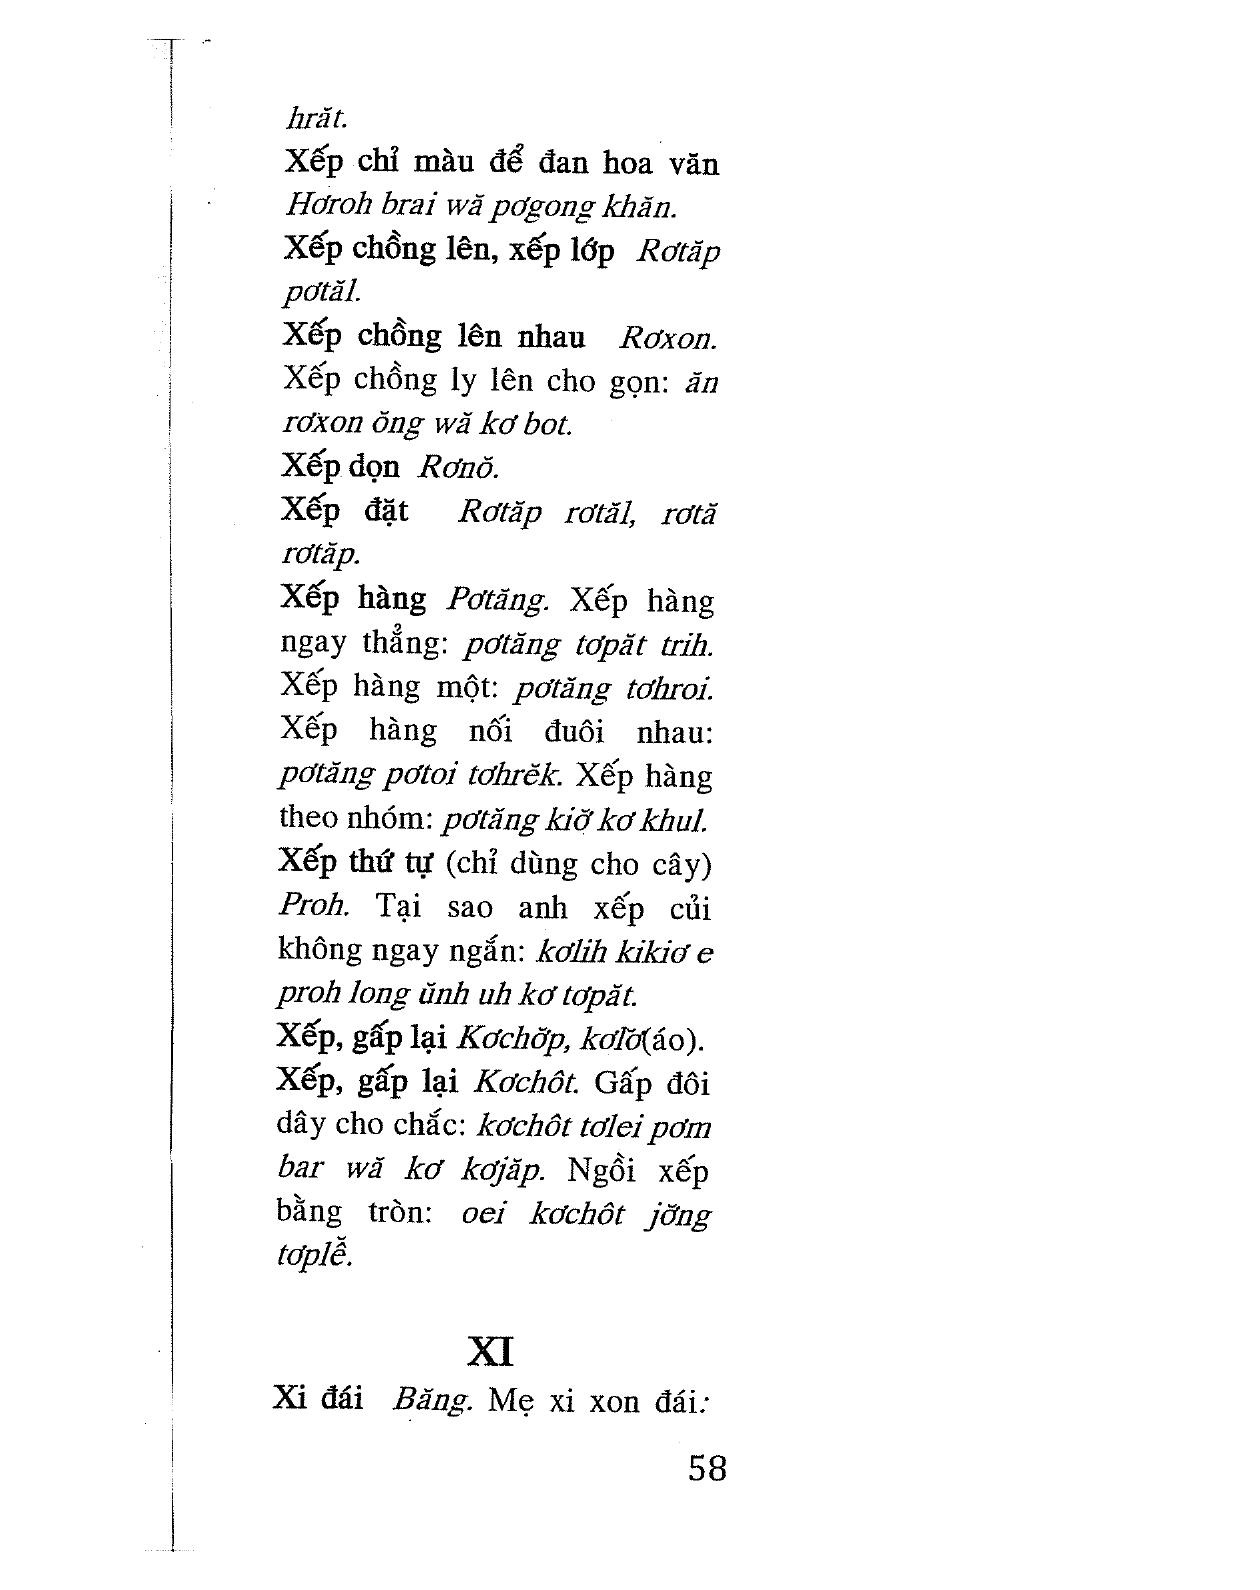 hrăt.
Xếp chỉ màu để đan hoa văn
Hơroh brai wă pơgong khăn.
Xếp chồng lên, xếp lớp Rơtăp
pơtăl.
Xếp chồng lên nhau Rơxon.
Xếp chồng ly lên cho gọn: ăn
rơxon ŏng wă kơ bot.
Xếp dọn Rơnŏ.
Xếp đặt Rơtăp rơtăl, rơtă
rơtăp.
Xếp hàng Pơtăng. Xếp hàng
ngay thẳng: pơtăng tơpăt trih.
Xếp hàng một: pơtăng tơhroi.
Xếp hàng nối đuôi nhau:
pơtăng pơtoi tơhrĕk. Xếp hàng
theo nhóm: pơtăng kiơ̆ kơ khul.
Xếp thứ tự (chỉ dùng cho cây)
Proh. Tại sao anh xếp củi
không ngay ngắn: kơlih kikiơ e
proh long ŭnh uh kơ tơpăt.
Xếp, gấp lại Kơchơ̆p, kơlơ̆(áo).
Xếp, gấp lại Kơchôt. Gấp đôi
dây cho chắc: kơchôt tơlei pơm
bar wă kơ kơjăp. Ngồi xếp
bằng tròn: oei kơchôt jơ̆ng
tơplê̆.
XI
Xi đái Băng. Mẹ xi xon đái:
58